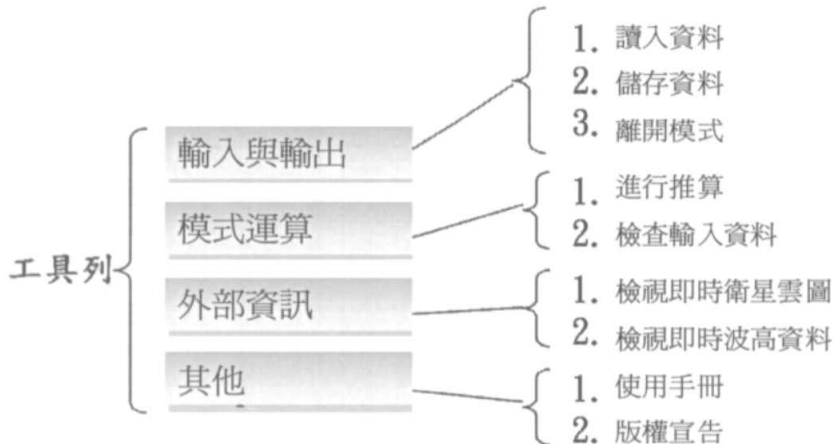 工具列
輸入與輸出
1. 讀入資料
2. 儲存資料
3. 離開模式
模式運算
1. 進行推算
2. 檢查輸入資料
外部資訊
1. 檢視即時衛星雲圖
2. 檢視即時波高資料
其他
1. 使用手冊
2. 版權宣告